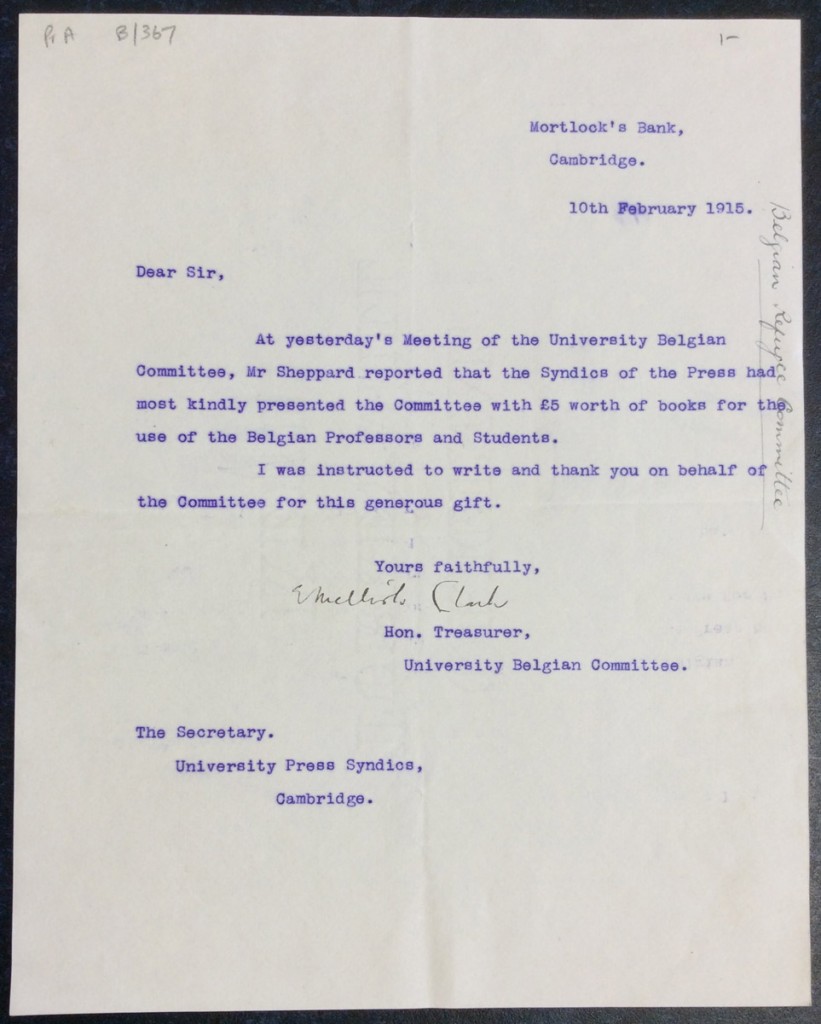 Pr A B/367
1-
Mortlock's Bank,
Cambridge.
10th February 1915.
Belgian Refugee Committee
Dear Sir,
At yesterday's Meeting of the University Belgian
Committee, Mr Sheppard reported that the Syndics of the Press had
most kindly presented the Committee with £5 worth of books for the
use of the Belgian Professors and Students.
I was instructed to write and thank you on behalf of
the Committee for this generous gift.
Yours faithfully,
Clark
Hon. Treasurer,
University Belgian Committee.
The Secretary.
University Press Syndics,
Cambridge.